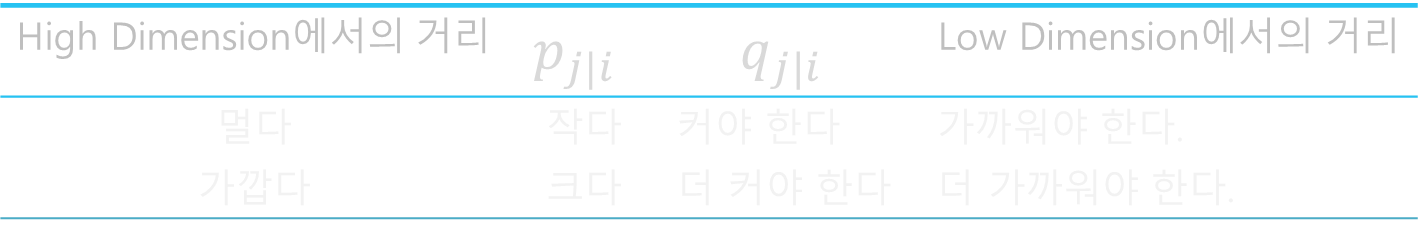 High Dimension에서의 거리 p_{j|i} q_{j|i} Low Dimension에서의 거리
멀다 작다 커야 한다 가까워야 한다.
가깝다 크다 더 커야 한다 더 가까워야 한다.